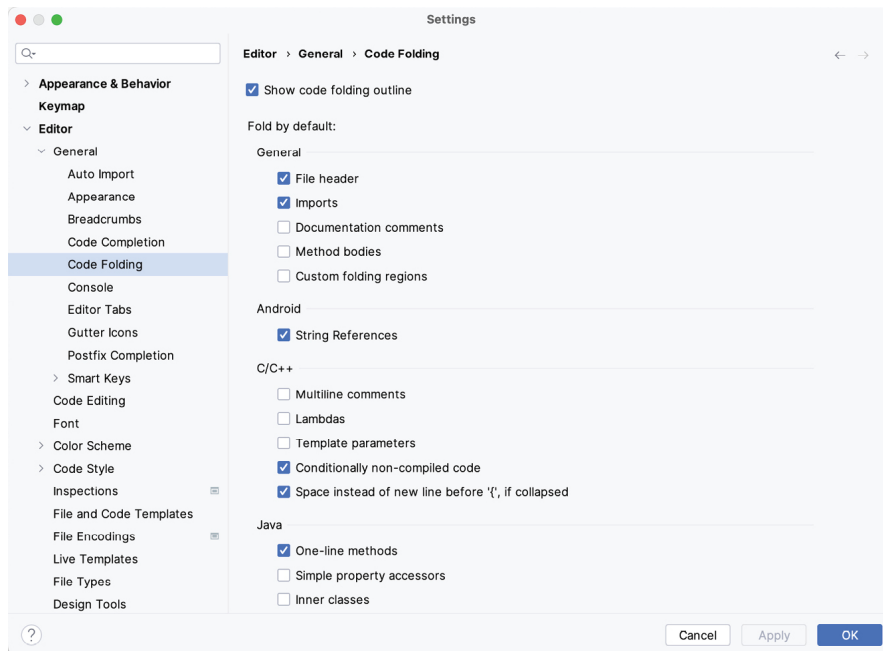 Settings
Appearance & Behavior
Keymap
Editor
General
Auto Import
Appearance
Breadcrumbs
Code Completion
Code Folding
Console
Editor Tabs
Gutter Icons
Postfix Completion
Smart Keys
Code Editing
Font
Color Scheme
Code Style
Inspections
File and Code Templates
File Encodings
Live Templates
File Types
Design Tools
Editor › General › Code Folding
Show code folding outline
Fold by default:
General
File header
Imports
Documentation comments
Method bodies
Custom folding regions
Android
String References
C/C++
Multiline comments
Lambdas
Template parameters
Conditionally non-compiled code
Space instead of new line before '{', if collapsed
Java
One-line methods
Simple property accessors
Inner classes
?
Cancel
Apply
OK